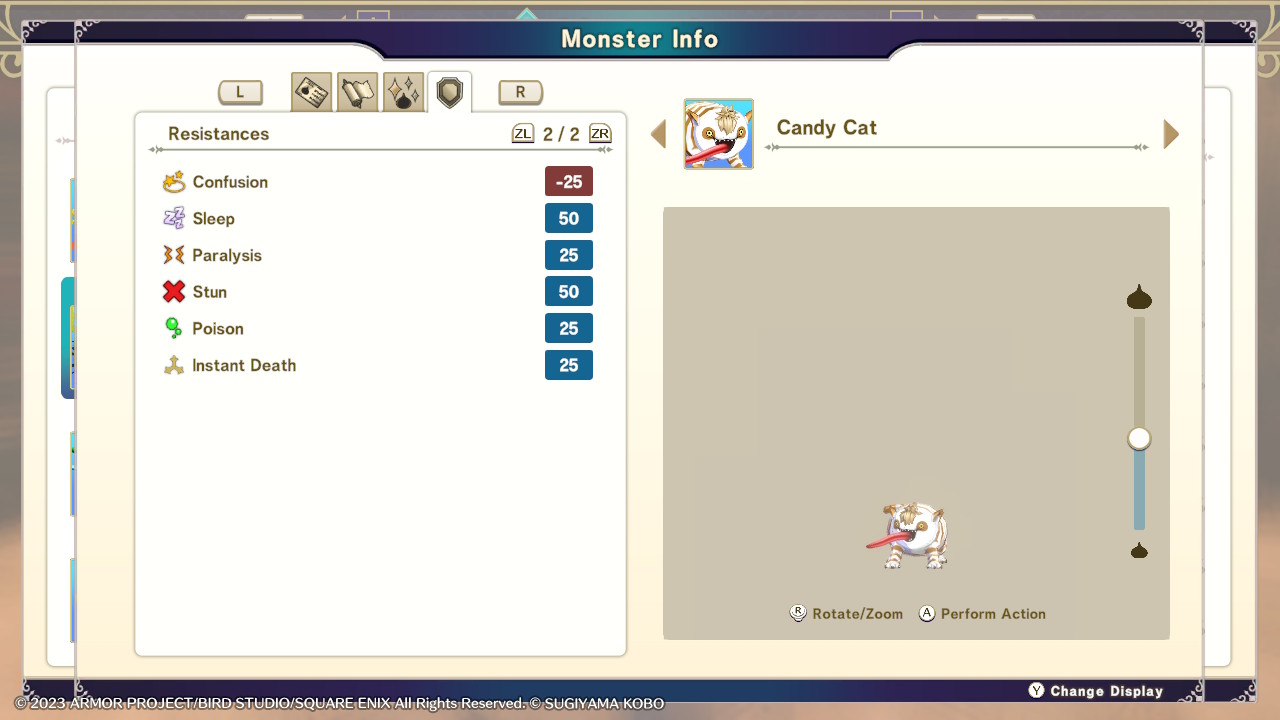 Monster Info
L
R
Resistances
ZL 2 / 2 ZR
Candy Cat
Confusion -25
Sleep 50
Paralysis 25
Stun 50
Poison 25
Instant Death 25
R Rotate/Zoom A Perform Action
Y Change Display
© 2023 ARMOR PROJECT/BIRD STUDIO/SQUARE ENIX All Rights Reserved. © SUGIYAMA KOBO